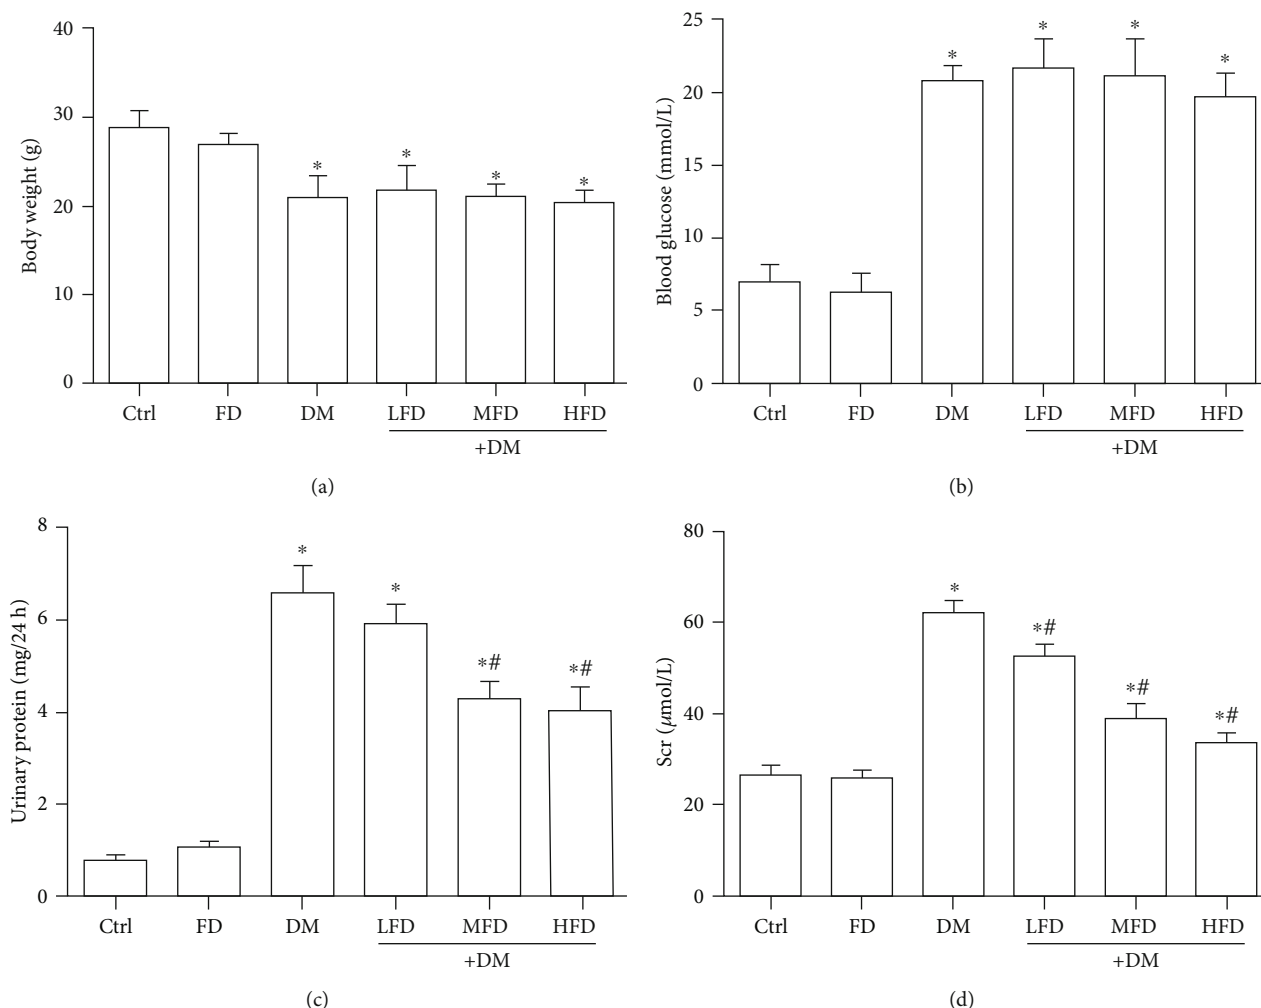 Body weight (g)
40
30
20
10
0
*
*
*
*
Ctrl FD DM LFD MFD HFD
+DM
(a)
Blood glucose (mmol/L)
25
20
15
10
5
0
*
*
*
*
Ctrl FD DM LFD MFD HFD
+DM
(b)
Urinary protein (mg/24 h)
8
6
4
2
0
*
*
*#
*#
Ctrl FD DM LFD MFD HFD
+DM
(c)
Scr (μmol/L)
80
60
40
20
0
*
*#
*#
*#
Ctrl FD DM LFD MFD HFD
+DM
(d)